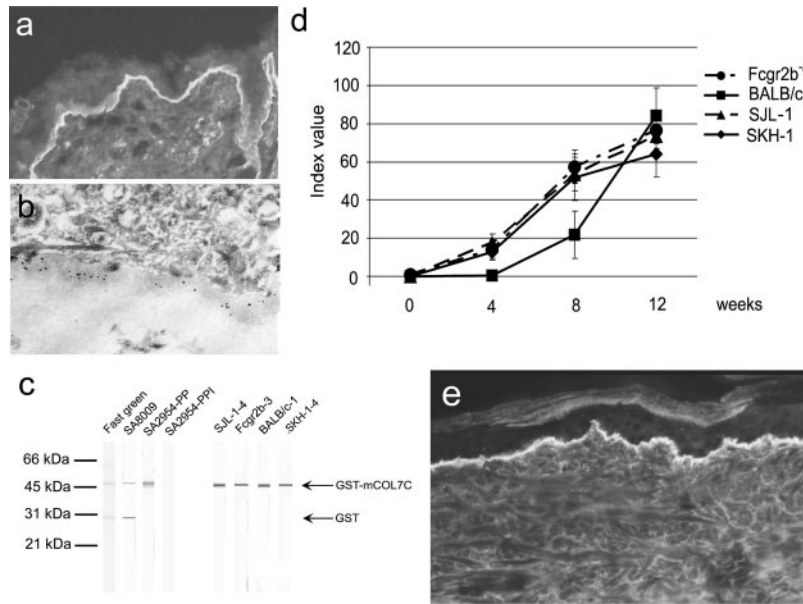 a
b
c
Fast green
SA8009
SA2954-PP
SA2954-PPI
SJL-1-4
Fcgr2b-3
BALB/c-1
SKH-1-4
66 kDa
45 kDa
31 kDa
21 kDa
GST-mCOL7C
GST
d
Index value
120
100
80
60
40
20
0
0 4 8 12 weeks
Fcgr2b-
BALB/c
SJL-1
SKH-1
e